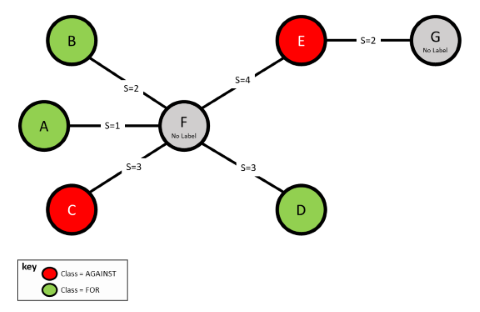 B
E
G
No Label
S=2
S=2
S=4
A
S=1
F
No Label
S=3
S=3
C
D
key
Class = AGAINST
Class = FOR